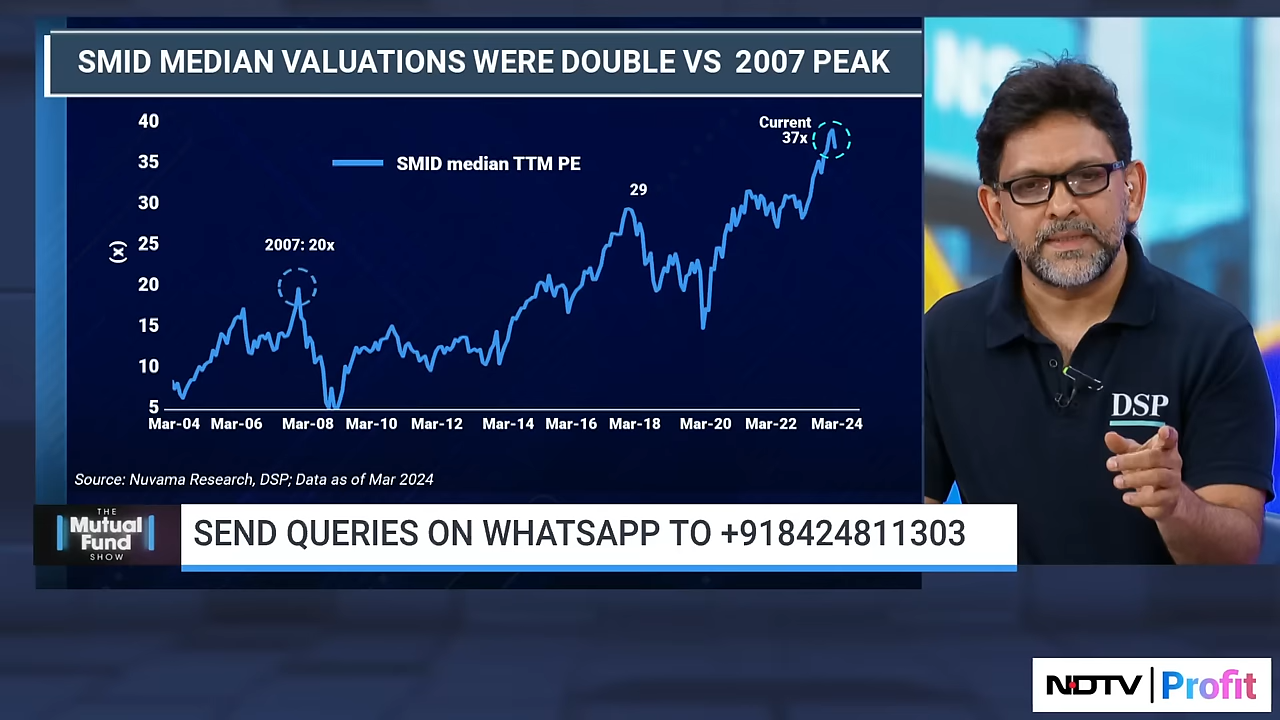 SMID MEDIAN VALUATIONS WERE DOUBLE VS 2007 PEAK
40
35
30
25
20
15
10
5
(x)
SMID median TTM PE
2007: 20x
29
Current
37x
Mar-04 Mar-06 Mar-08 Mar-10 Mar-12 Mar-14 Mar-16 Mar-18 Mar-20 Mar-22 Mar-24
Source: Nuvama Research, DSP; Data as of Mar 2024
DSP
THE
Mutual
Fund
SHOW
SEND QUERIES ON WHATSAPP TO +918424811303
NDTV Profit